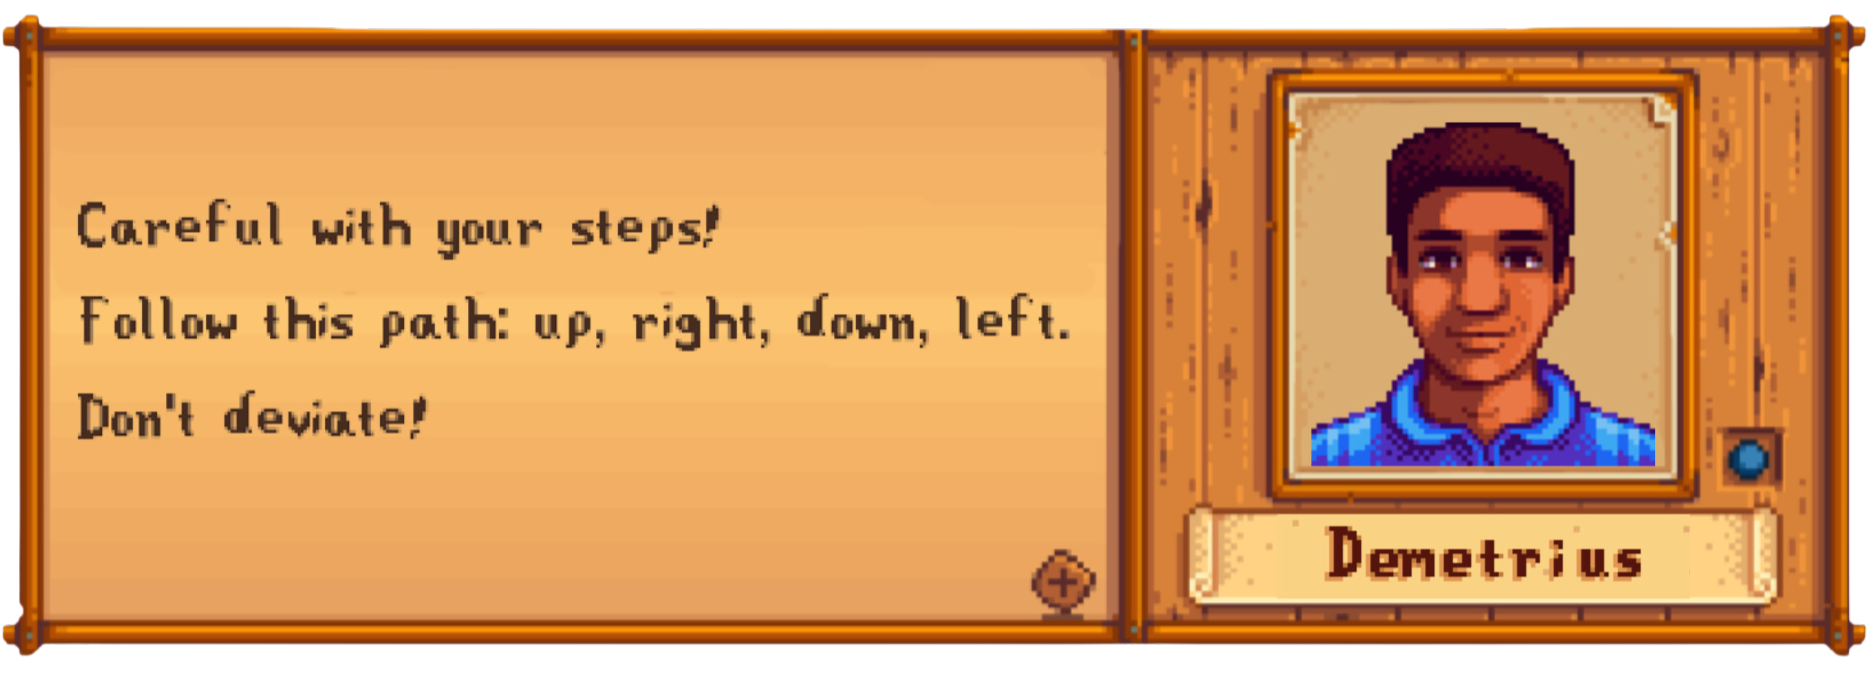 Careful with your steps!
Follow this path: up, right, down, left.
Don't deviate!
Demetrius